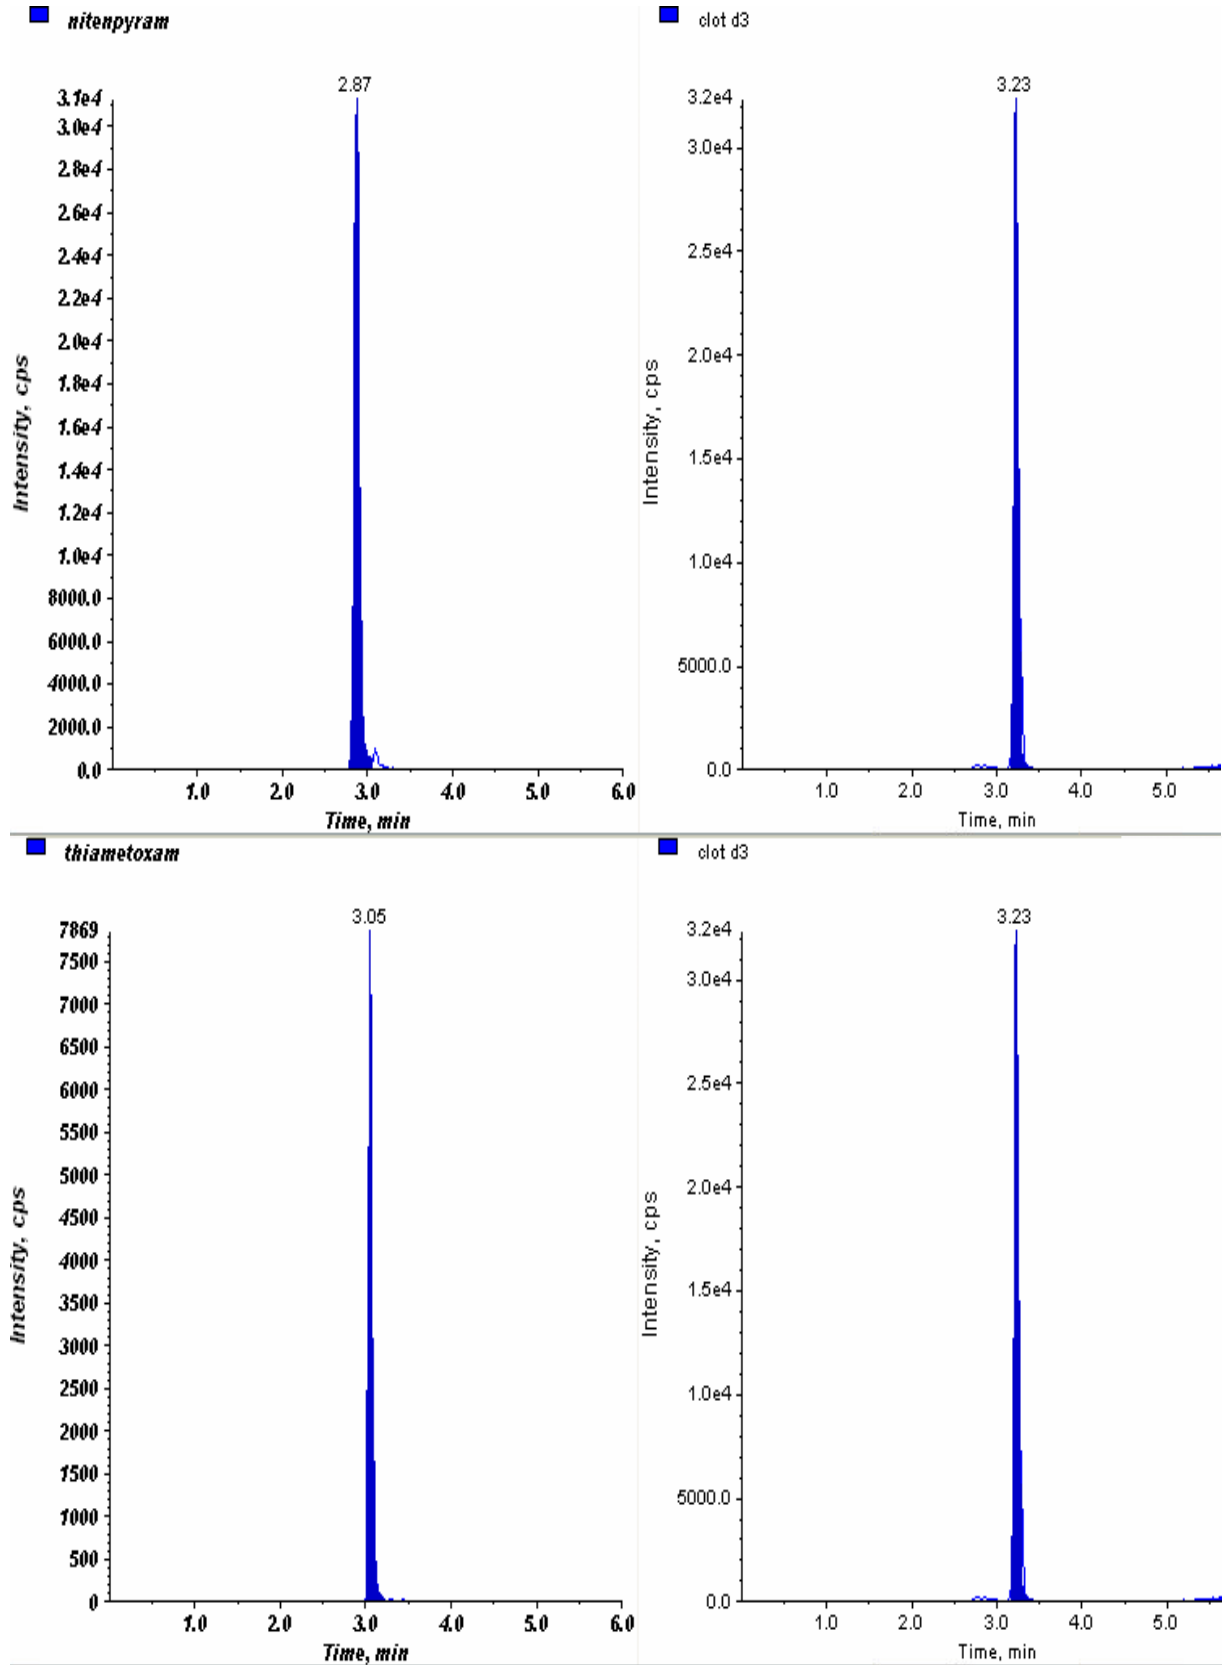 nitenpyram
2.87
3.1e4
3.0e4
2.8e4
2.6e4
2.4e4
2.2e4
2.0e4
1.8e4
1.6e4
1.4e4
1.2e4
1.0e4
8000.0
6000.0
4000.0
2000.0
0.0
Intensity, cps
1.0 2.0 3.0 4.0 5.0 6.0
Time, min
clot d3
3.23
3.2e4
3.0e4
2.5e4
2.0e4
1.5e4
1.0e4
5000.0
0.0
Intensity, cps
1.0 2.0 3.0 4.0 5.0
Time, min
thiametoxam
3.05
7869
7500
7000
6500
6000
5500
5000
4500
4000
3500
3000
2500
2000
1500
1000
500
0
Intensity, cps
1.0 2.0 3.0 4.0 5.0 6.0
Time, min
clot d3
3.23
3.2e4
3.0e4
2.5e4
2.0e4
1.5e4
1.0e4
5000.0
0.0
Intensity, cps
1.0 2.0 3.0 4.0 5.0
Time, min